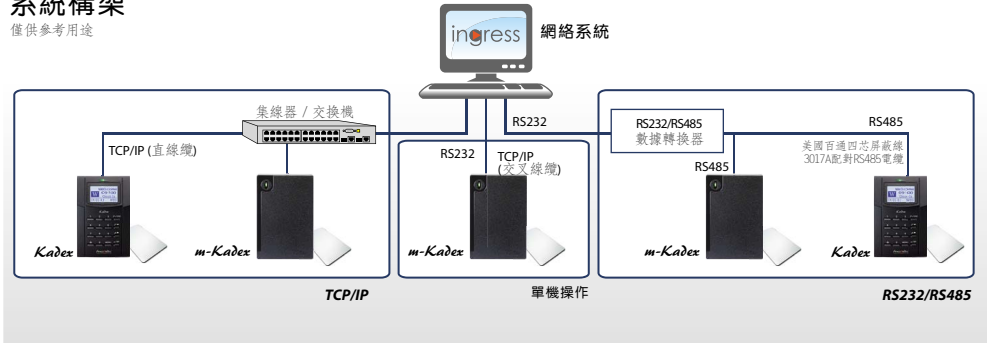 系統構架
僅供參考用途
ingress
網絡系統
集線器 / 交換機
TCP/IP (直線纜)
Kadex
m-Kadex
TCP/IP
RS232
RS232
TCP/IP
(交叉線纜)
m-Kadex
單機操作
RS232/RS485
數據轉換器
RS485
RS485
美國百通四芯屏蔽線
3017A配對RS485電纜
m-Kadex
Kadex
RS232/RS485